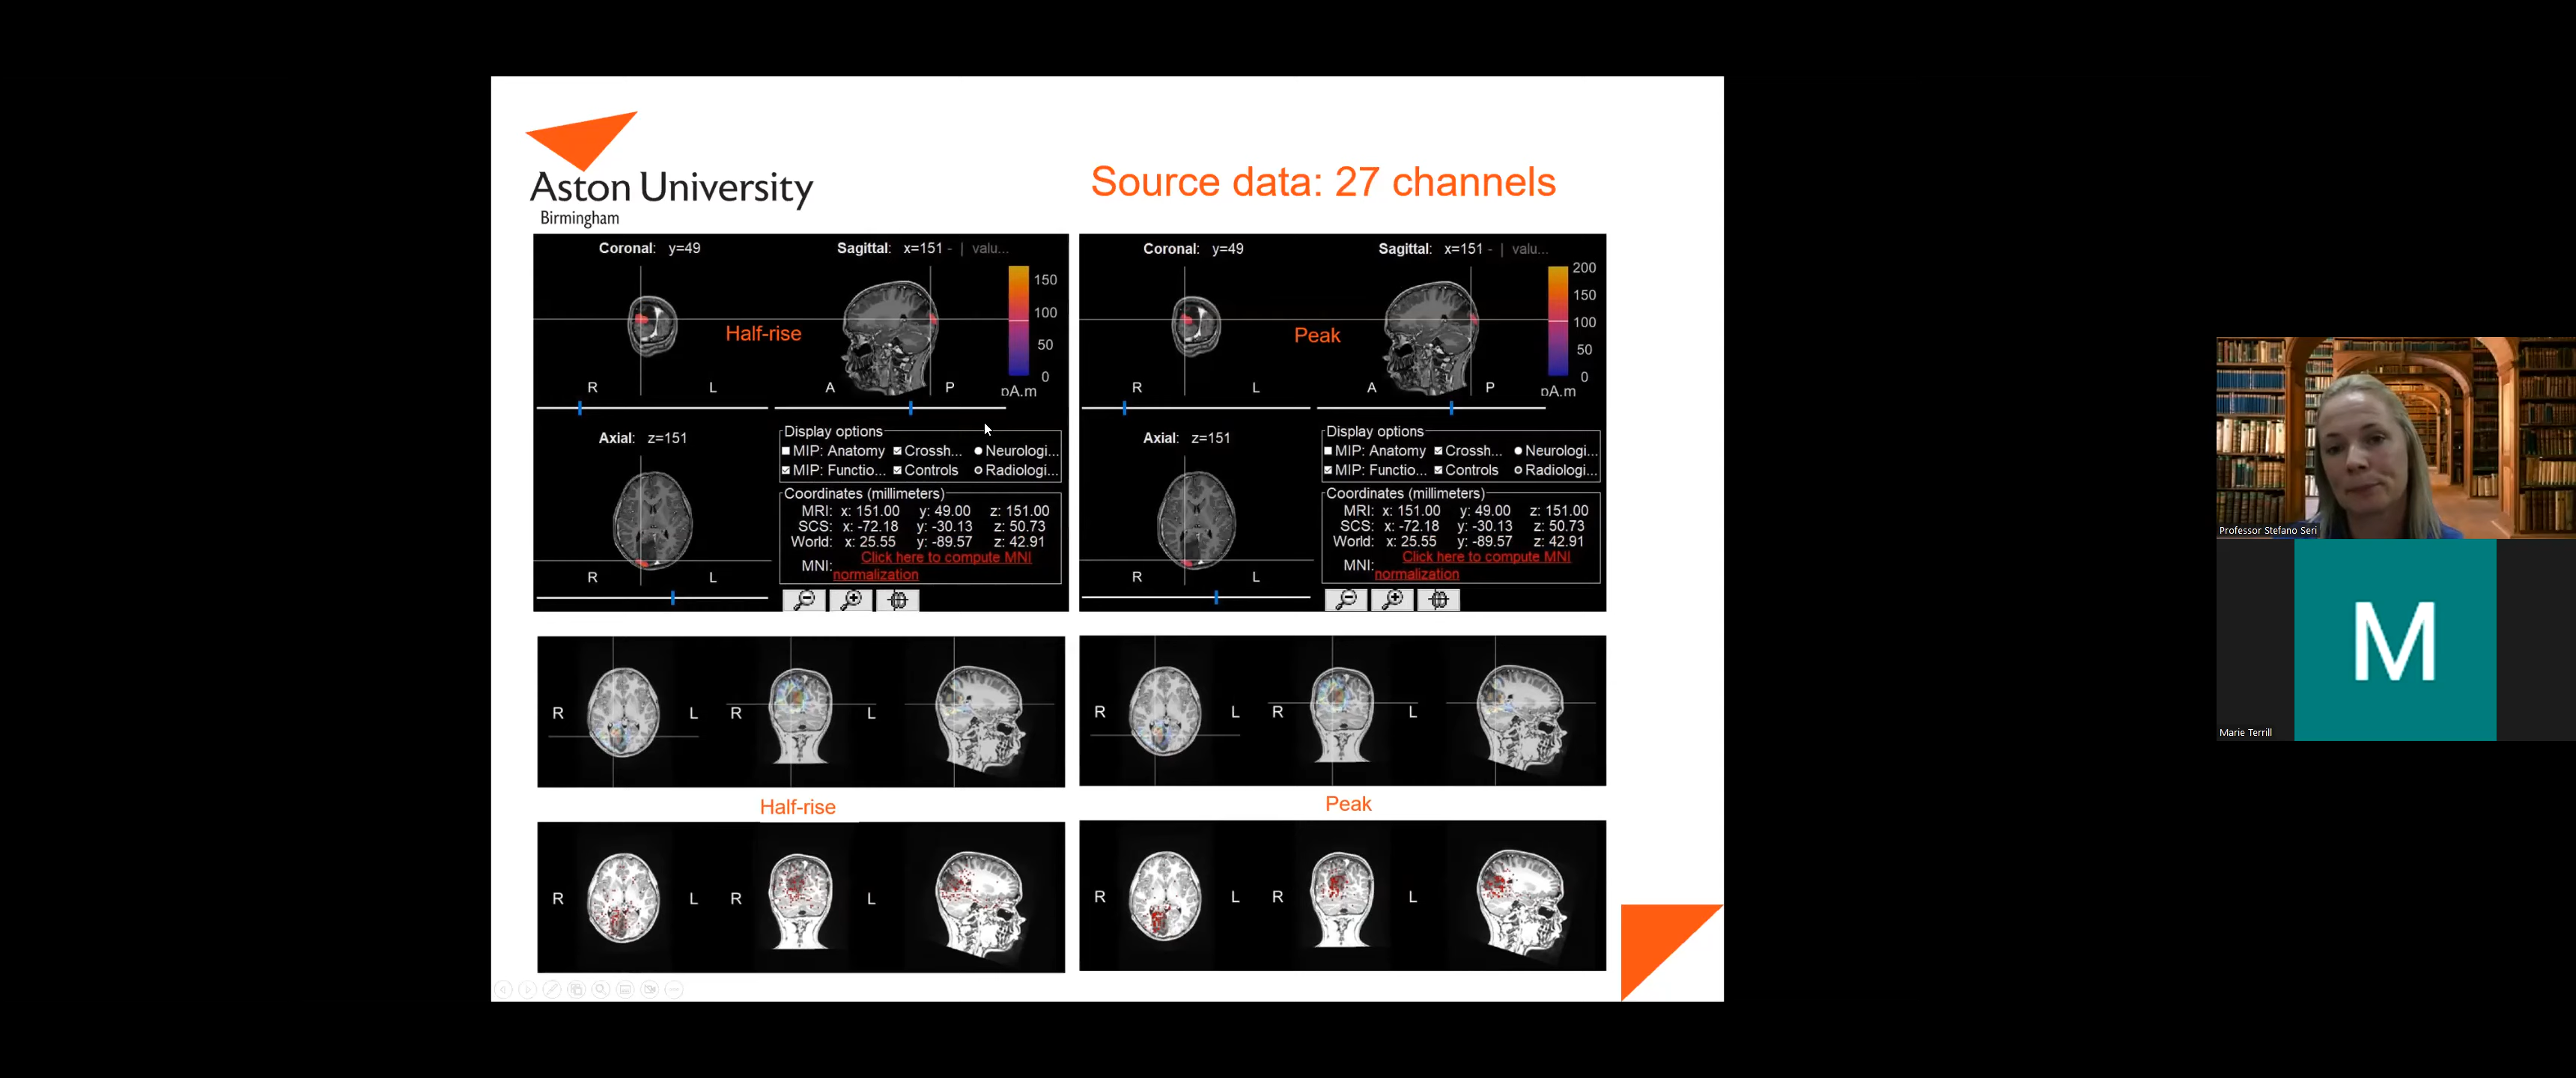 Aston University
Birmingham
Source data: 27 channels
Coronal: y=49
Sagittal: x=151 - | valu...
150
100
50
0
pA.m
Half-rise
R
L
A
P
Axial: z=151
R
L
Display options
MIP: Anatomy Crossh... Neurologi...
MIP: Functio... Controls Radiologi...
Coordinates (millimeters)
MRI: x: 151.00 y: 49.00 z: 151.00
SCS: x: -72.18 y: -30.13 z: 50.73
World: x: 25.55 y: -89.57 z: 42.91
MNI: Click here to compute MNI
normalization
Coronal: y=49
Sagittal: x=151 - | valu...
200
150
100
50
0
pA.m
Peak
R
L
A
P
Axial: z=151
R
L
Display options
MIP: Anatomy Crossh... Neurologi...
MIP: Functio... Controls Radiologi...
Coordinates (millimeters)
MRI: x: 151.00 y: 49.00 z: 151.00
SCS: x: -72.18 y: -30.13 z: 50.73
World: x: 25.55 y: -89.57 z: 42.91
MNI: Click here to compute MNI
normalization
R L R L
R L R L
Half-rise
Peak
R L R L
R L R L
Professor Stefano Seri
M
Marie Terrill